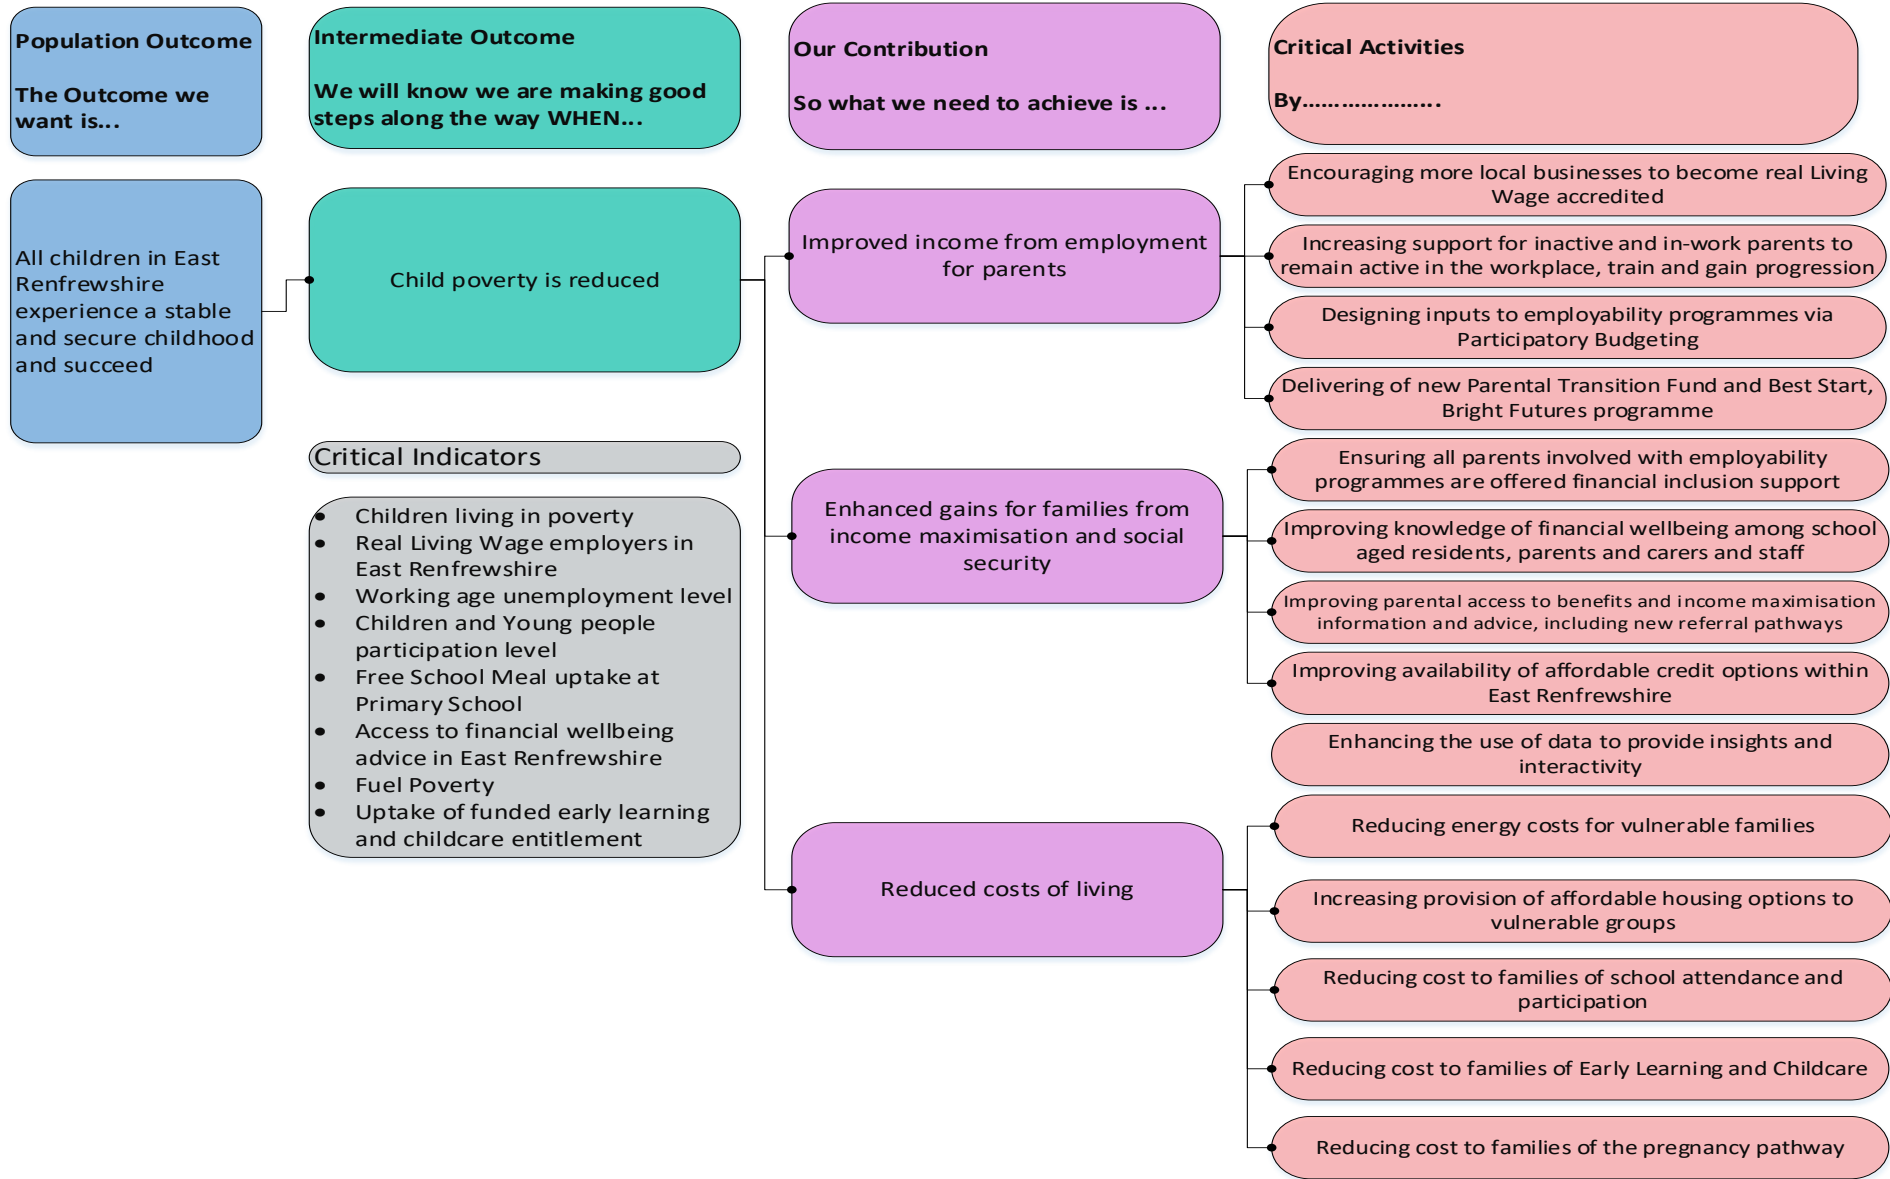 Population Outcome
The Outcome we
want is...
Intermediate Outcome
We will know we are making good
steps along the way WHEN...
Our Contribution
So what we need to achieve is ...
Critical Activities
By....................
All children in East
Renfrewshire
experience a stable
and secure childhood
and succeed
Child poverty is reduced
Critical Indicators
• Children living in poverty
• Real Living Wage employers in
East Renfrewshire
• Working age unemployment level
• Children and Young people
participation level
• Free School Meal uptake at
Primary School
• Access to financial wellbeing
advice in East Renfrewshire
• Fuel Poverty
• Uptake of funded early learning
and childcare entitlement
Improved income from employment
for parents
Encouraging more local businesses to become real Living
Wage accredited
Increasing support for inactive and in-work parents to
remain active in the workplace, train and gain progression
Designing inputs to employability programmes via
Participatory Budgeting
Delivering of new Parental Transition Fund and Best Start,
Bright Futures programme
Enhanced gains for families from
income maximisation and social
security
Ensuring all parents involved with employability
programmes are offered financial inclusion support
Improving knowledge of financial wellbeing among school
aged residents, parents and carers and staff
Improving parental access to benefits and income maximisation
information and advice, including new referral pathways
Improving availability of affordable credit options within
East Renfrewshire
Enhancing the use of data to provide insights and
interactivity
Reduced costs of living
Reducing energy costs for vulnerable families
Increasing provision of affordable housing options to
vulnerable groups
Reducing cost to families of school attendance and
participation
Reducing cost to families of Early Learning and Childcare
Reducing cost to families of the pregnancy pathway